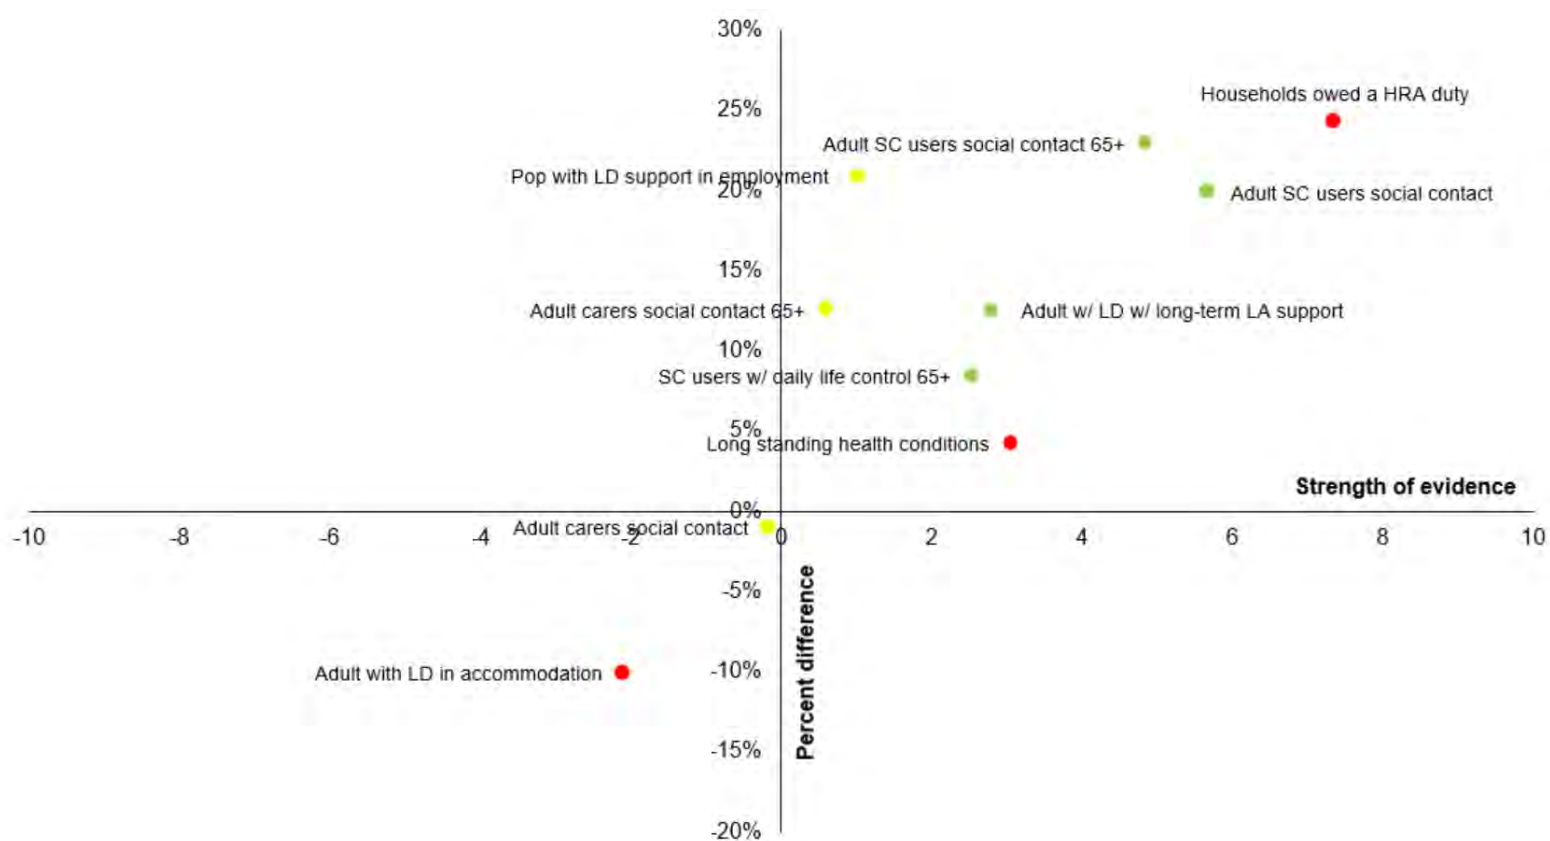 30%
Households owed a HRA duty
25%
Adult SC users social contact 65+
Pop with LD support in employment
20%
Adult SC users social contact
15%
Adult carers social contact 65+
Adult w/ LD w/ long-term LA support
10%
SC users w/ daily life control 65+
5%
Long standing health conditions
Strength of evidence
0%
Adult carers social contact
-10 -8 -6 -4 -2 0 2 4 6 8 10
-5%
Percent difference
-10%
Adult with LD in accommodation
-15%
-20%